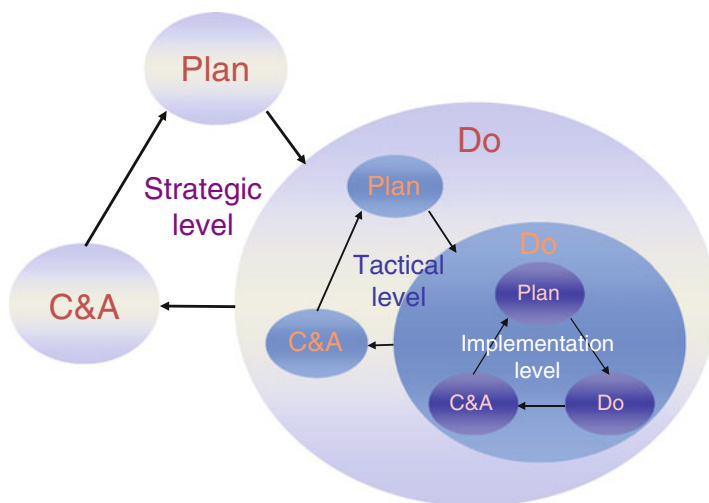 Plan
Do
Strategic
level
C&A
Plan
Do
Tactical
level
C&A
Plan
Implementation
level
C&A
Do